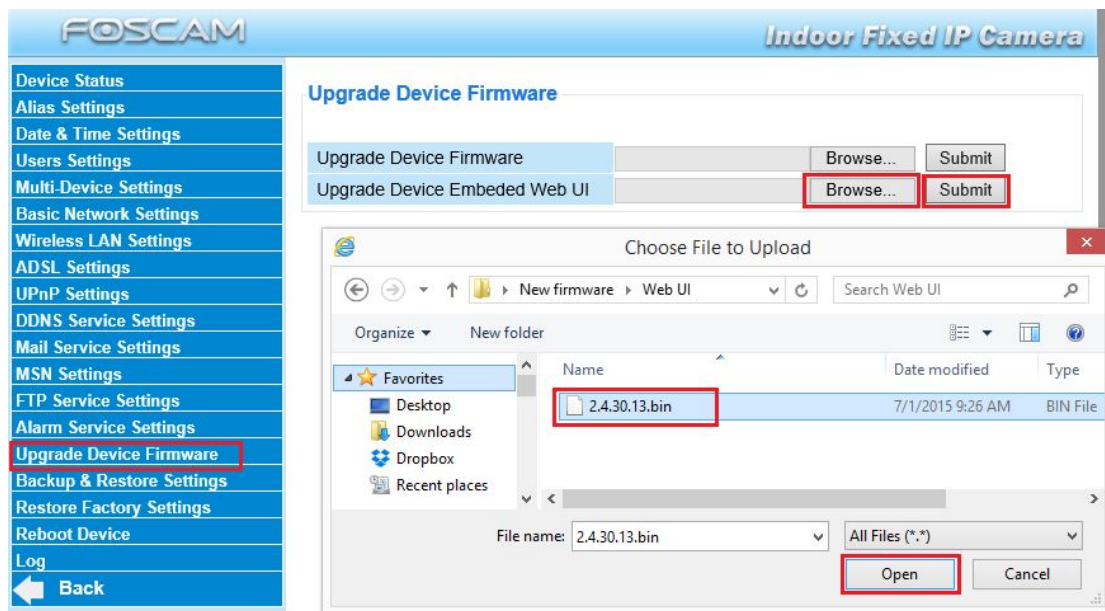 FOSCAM
Indoor Fixed IP Camera
Device Status
Alias Settings
Date & Time Settings
Users Settings
Multi-Device Settings
Basic Network Settings
Wireless LAN Settings
ADSL Settings
UPnP Settings
DDNS Service Settings
Mail Service Settings
MSN Settings
FTP Service Settings
Alarm Service Settings
Upgrade Device Firmware
Backup & Restore Settings
Restore Factory Settings
Reboot Device
Log
Back
Upgrade Device Firmware
Upgrade Device Firmware Browse... Submit
Upgrade Device Embeded Web UI Browse... Submit
Choose File to Upload
New firmware Web UI Search Web UI
Organize New folder
Name Date modified Type
Favorites
Desktop
Downloads
Dropbox
Recent places
2.4.30.13.bin 7/1/2015 9:26 AM BIN File
File name: 2.4.30.13.bin All Files (*.*)
Open Cancel